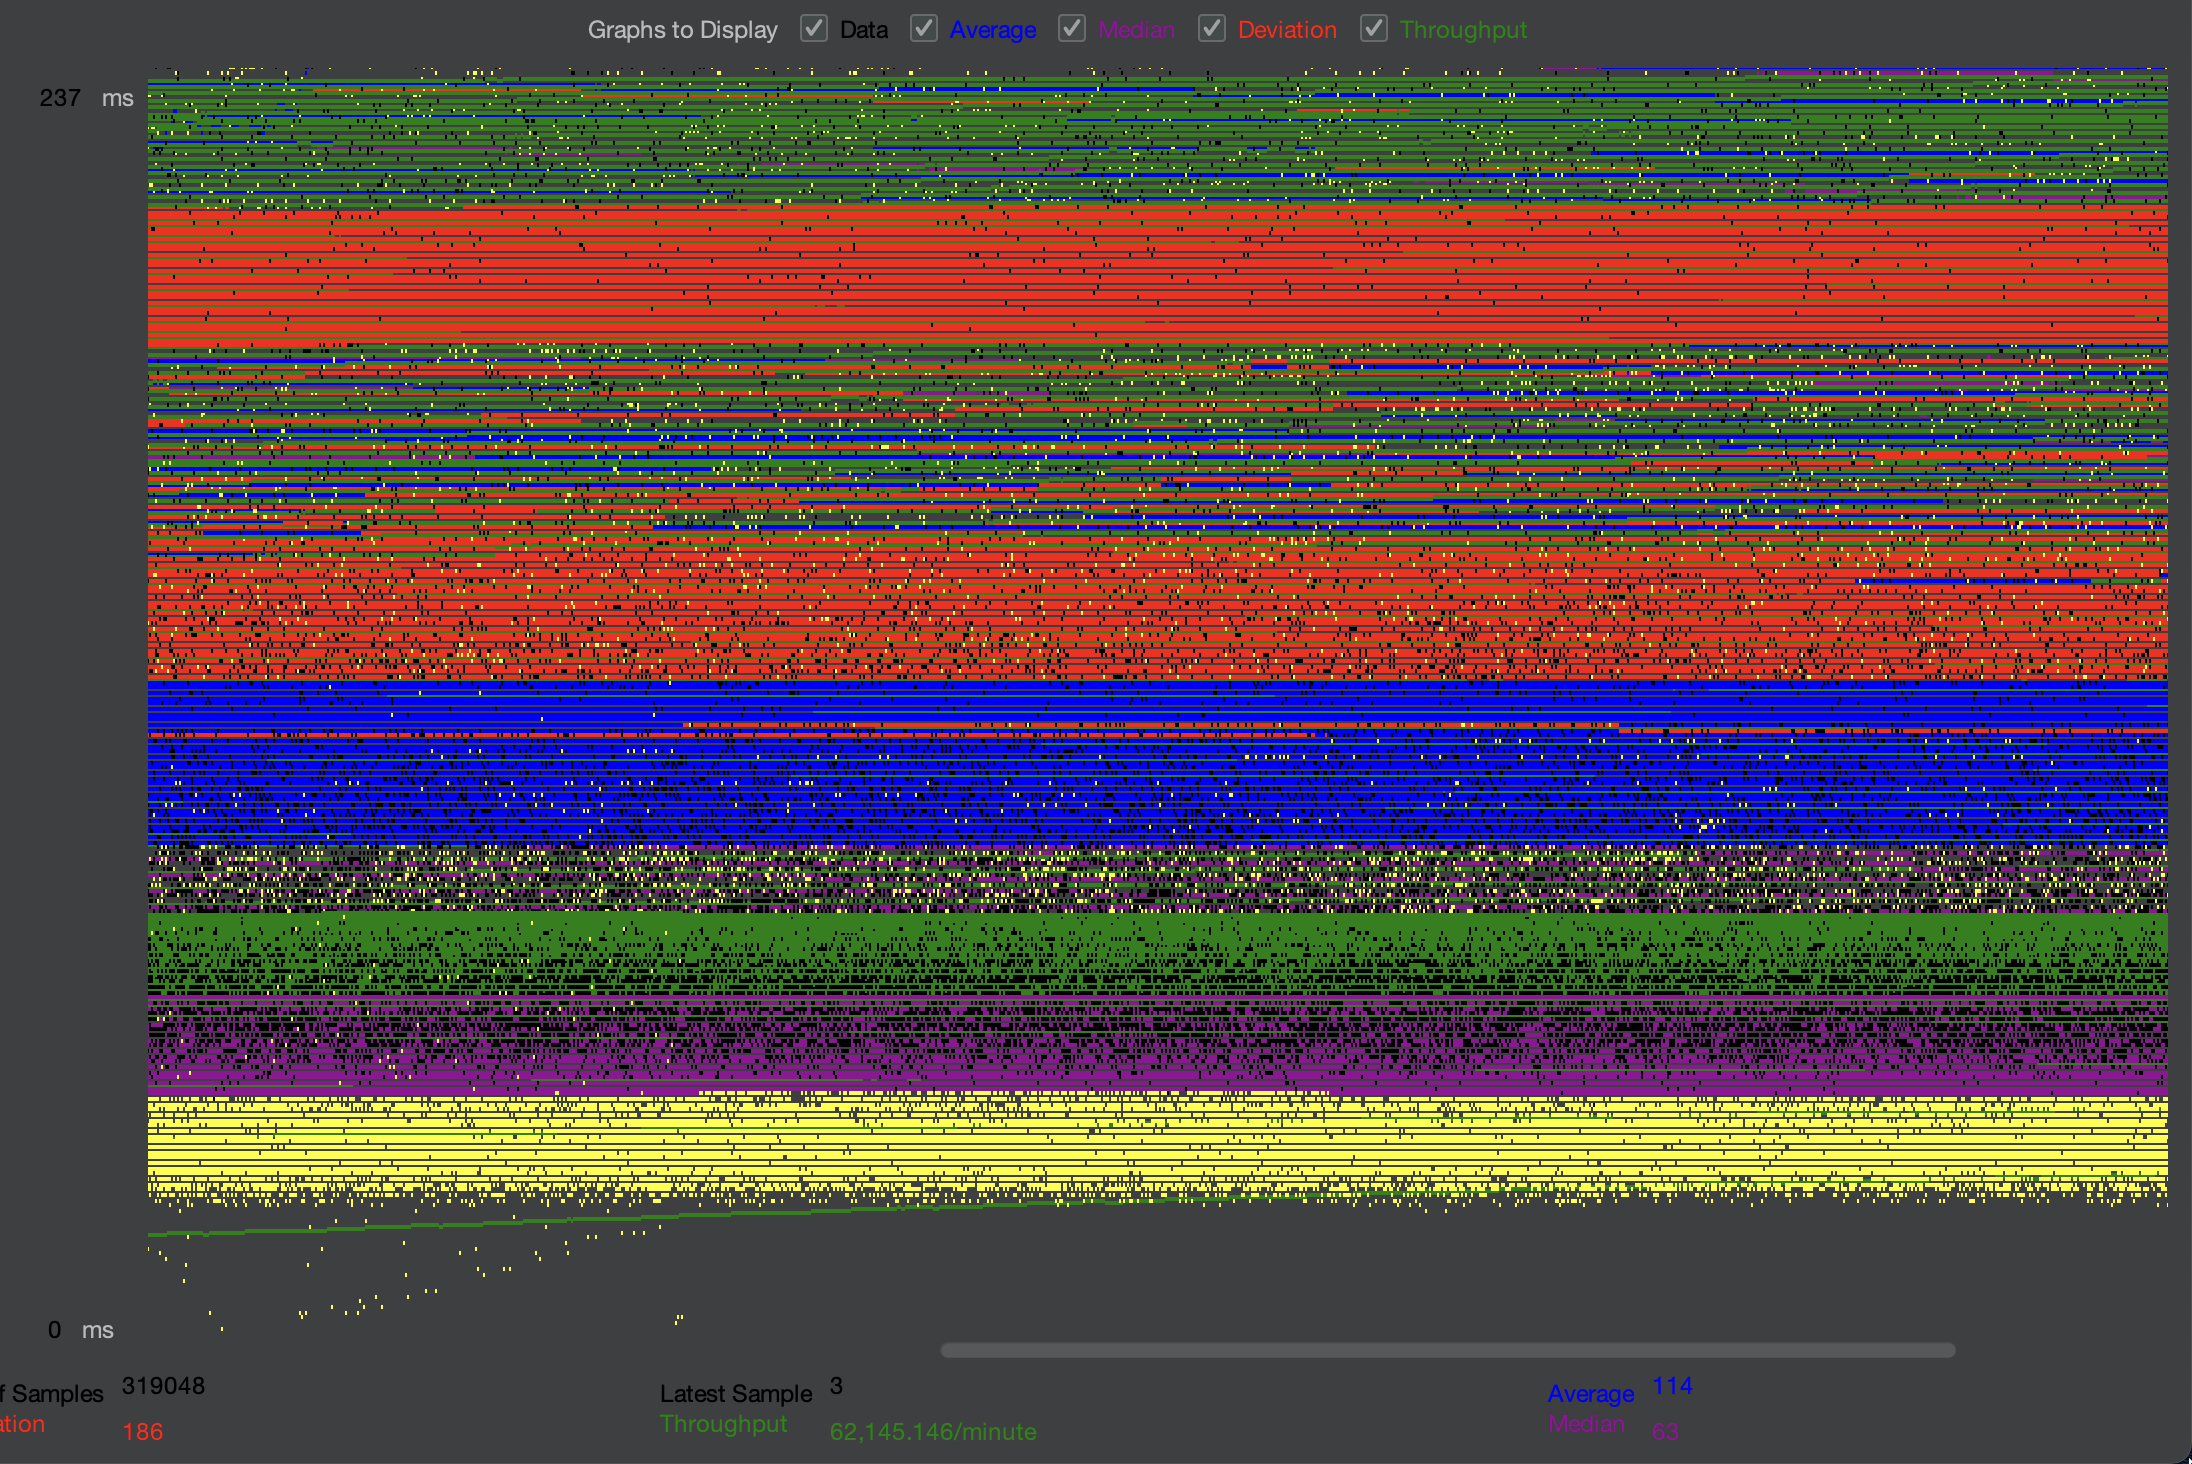 Graphs to Display Data Average Median Deviation Throughput
237 ms
0 ms
Samples 319048 Latest Sample 3 Average 114
186 Throughput 62,145.146/minute Median 63